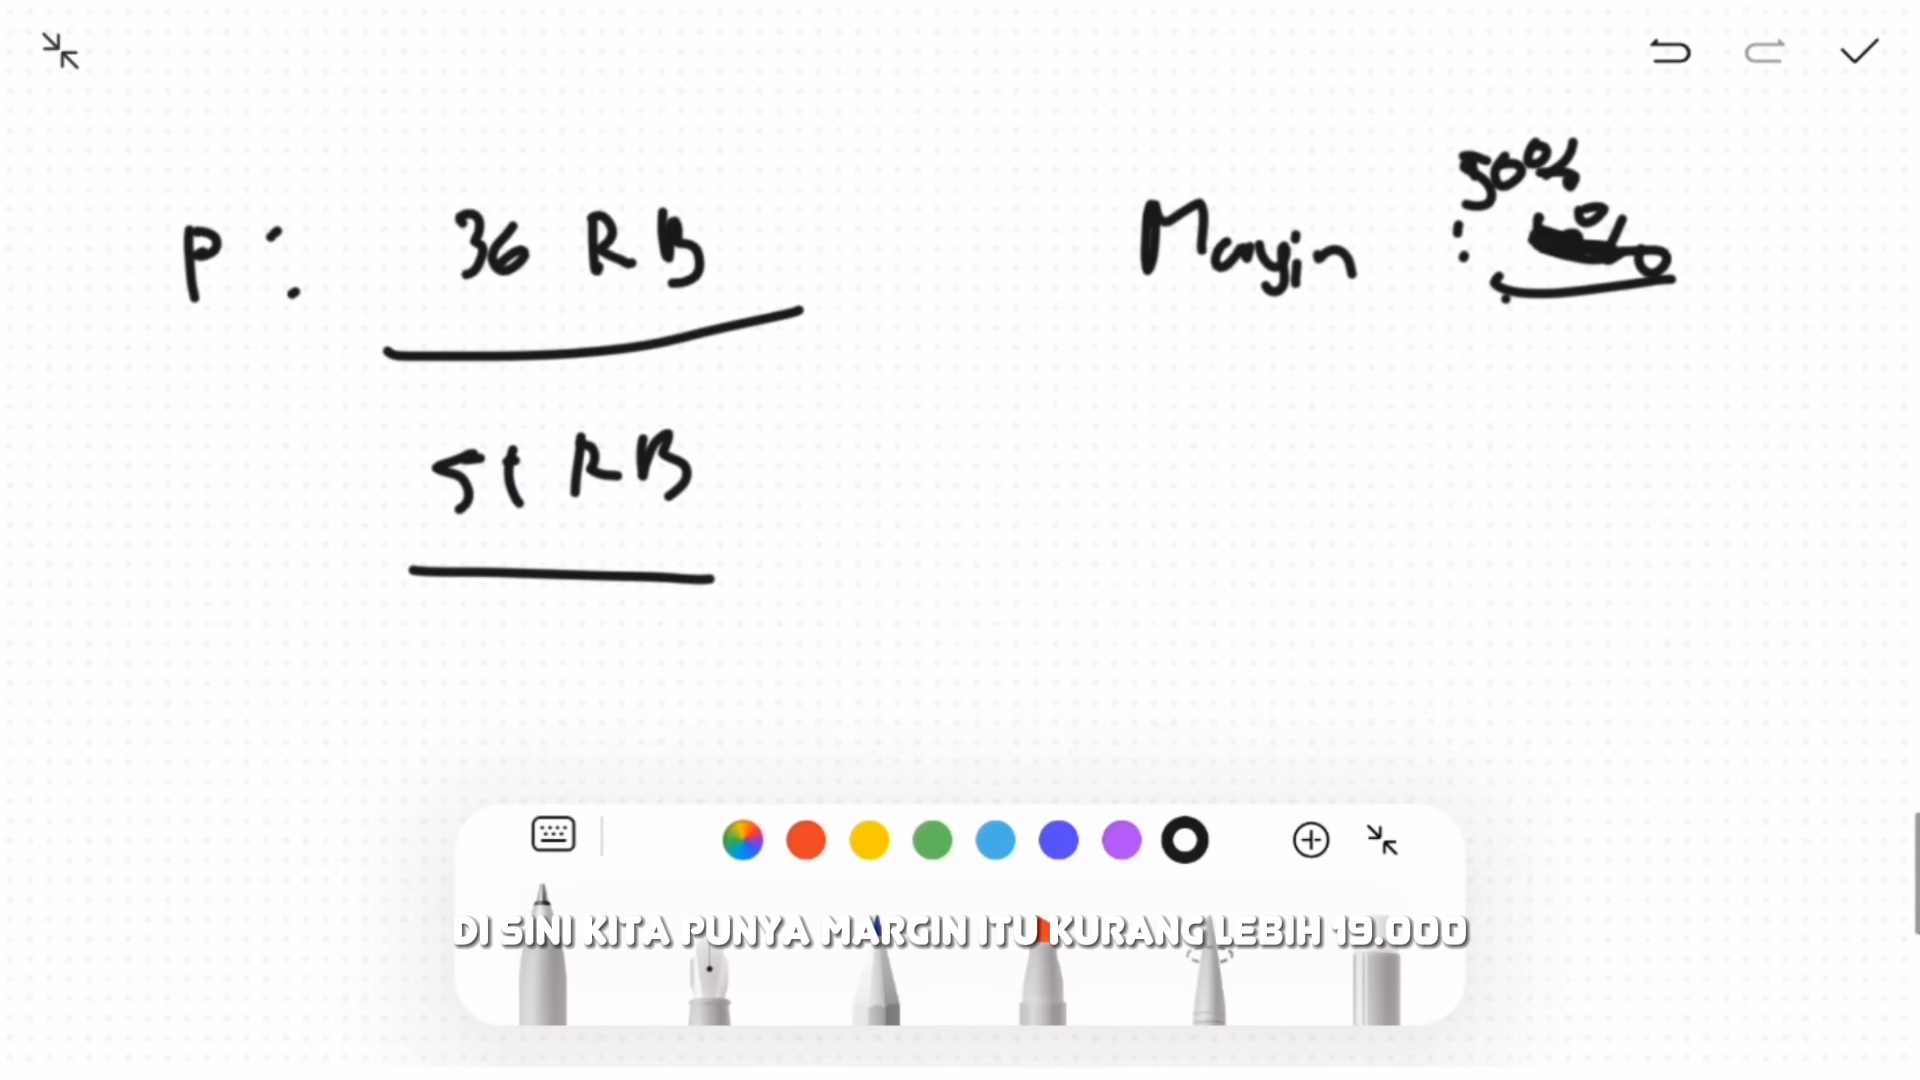 P : 36 RB
Margin :
50%
51 RB
DI SINI KITA PUNYA MARGIN ITU KURANG LEBIH 19.000